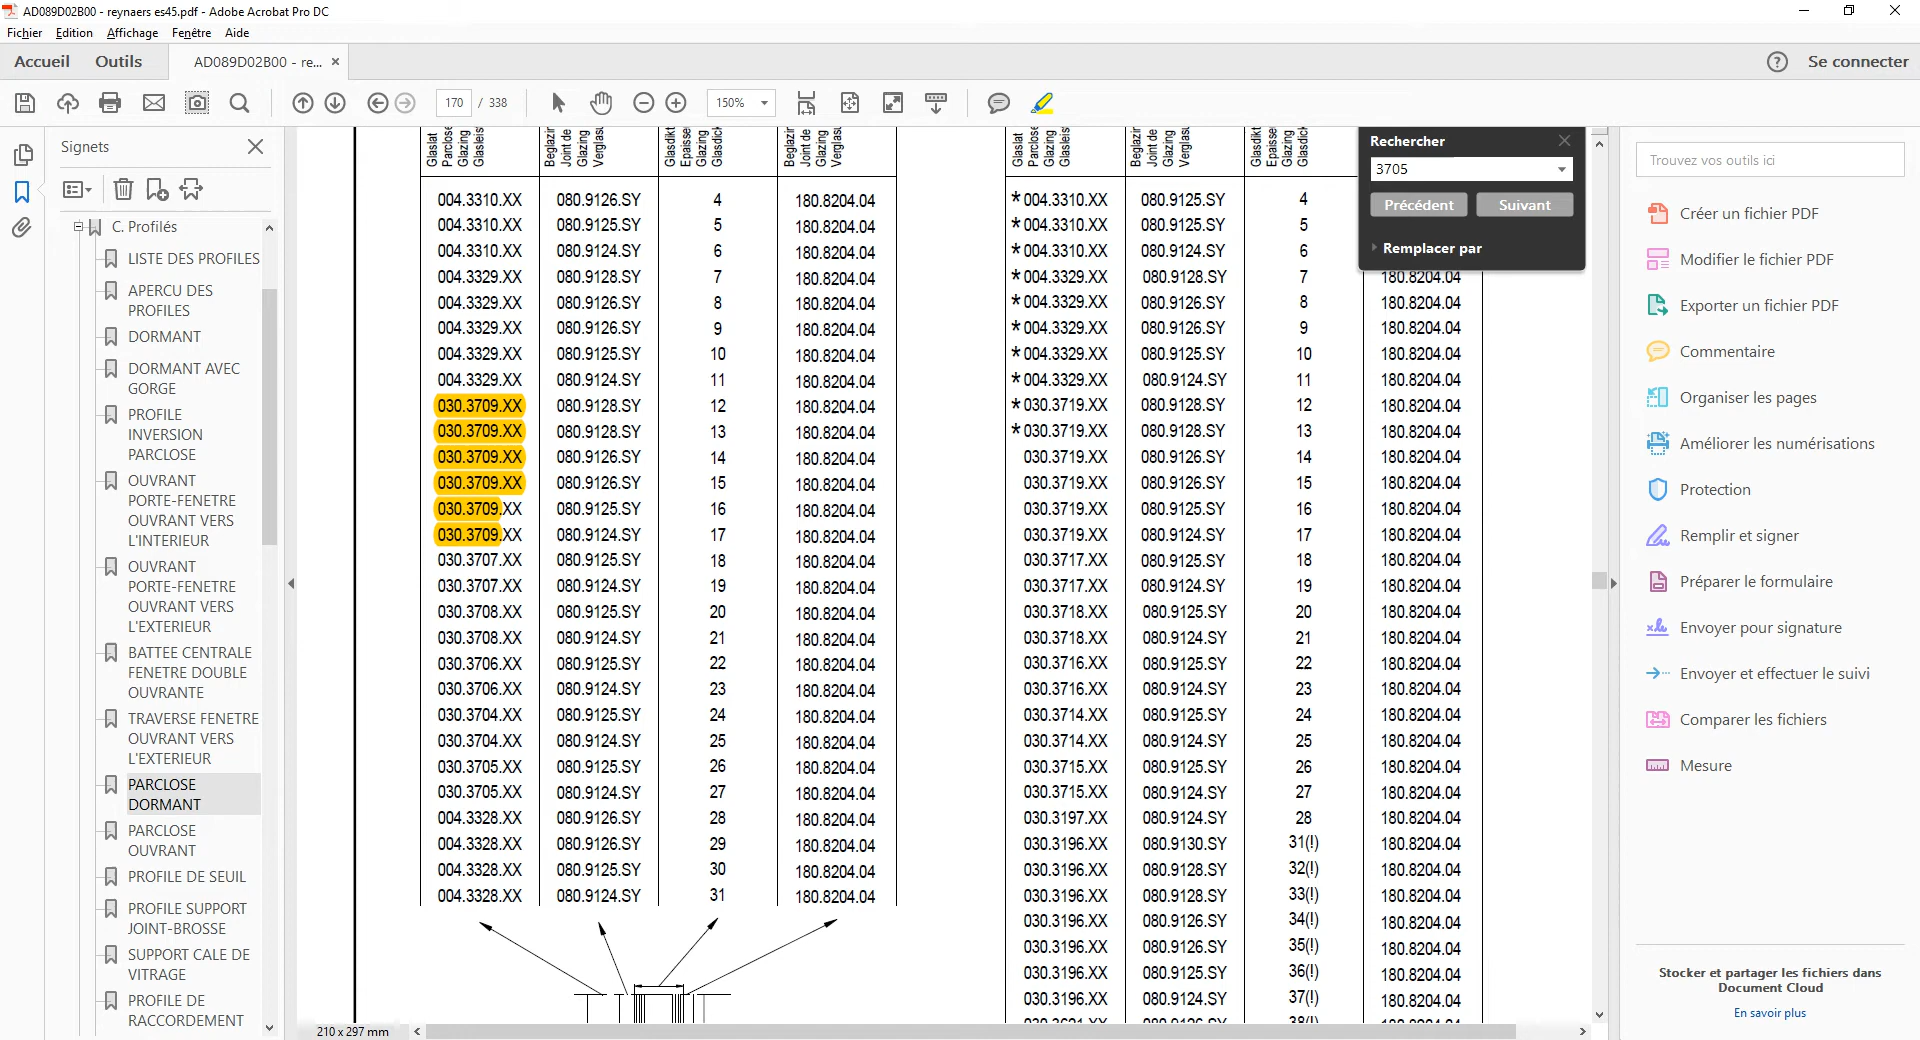 AD089D02B00 - reynaers es45.pdf - Adobe Acrobat Pro DC
Fichier Edition Affichage Fenêtre Aide
Accueil Outils AD089D02B00 - re... × Se connecter
170 / 338 150%
Signets
C. Profilés
LISTE DES PROFILES
APERCU DES
PROFILES
DORMANT
DORMANT AVEC
GORGE
PROFILE
INVERSION
PARCLOSE
OUVRANT
PORTE-FENETRE
OUVRANT VERS
L'INTERIEUR
OUVRANT
PORTE-FENETRE
OUVRANT VERS
L'EXTERIEUR
BATTEE CENTRALE
FENETRE DOUBLE
OUVRANTE
TRAVERSE FENETRE
OUVRANT VERS
L'EXTERIEUR
PARCLOSE
DORMANT
PARCLOSE
OUVRANT
PROFILE DE SEUIL
PROFILE SUPPORT
JOINT-BROSSE
SUPPORT CALE DE
VITRAGE
PROFILE DE
RACCORDEMENT
Glaslat
Glazing
Joint de
Glazing
Glazing
Glazing
004.3310.XX 080.9126.SY 4 180.8204.04
004.3310.XX 080.9125.SY 5 180.8204.04
004.3310.XX 080.9124.SY 6 180.8204.04
004.3329.XX 080.9128.SY 7 180.8204.04
004.3329.XX 080.9126.SY 8 180.8204.04
004.3329.XX 080.9126.SY 9 180.8204.04
004.3329.XX 080.9125.SY 10 180.8204.04
004.3329.XX 080.9124.SY 11 180.8204.04
030.3709.XX 080.9128.SY 12 180.8204.04
030.3709.XX 080.9128.SY 13 180.8204.04
030.3709.XX 080.9126.SY 14 180.8204.04
030.3709.XX 080.9126.SY 15 180.8204.04
030.3709.XX 080.9125.SY 16 180.8204.04
030.3709.XX 080.9124.SY 17 180.8204.04
030.3707.XX 080.9125.SY 18 180.8204.04
030.3707.XX 080.9124.SY 19 180.8204.04
030.3708.XX 080.9125.SY 20 180.8204.04
030.3708.XX 080.9124.SY 21 180.8204.04
030.3706.XX 080.9125.SY 22 180.8204.04
030.3706.XX 080.9124.SY 23 180.8204.04
030.3704.XX 080.9125.SY 24 180.8204.04
030.3704.XX 080.9124.SY 25 180.8204.04
030.3705.XX 080.9125.SY 26 180.8204.04
030.3705.XX 080.9124.SY 27 180.8204.04
004.3328.XX 080.9126.SY 28 180.8204.04
004.3328.XX 080.9126.SY 29 180.8204.04
004.3328.XX 080.9125.SY 30 180.8204.04
004.3328.XX 080.9124.SY 31 180.8204.04
210 x 297 mm
Glaslat
Glazing
Joint de
Glazing
Glazing
*004.3310.XX 080.9125.SY 4
*004.3310.XX 080.9125.SY 5
*004.3310.XX 080.9124.SY 6
*004.3329.XX 080.9128.SY 7 180.8204.04
*004.3329.XX 080.9126.SY 8 180.8204.04
*004.3329.XX 080.9126.SY 9 180.8204.04
*004.3329.XX 080.9125.SY 10 180.8204.04
*004.3329.XX 080.9124.SY 11 180.8204.04
*030.3719.XX 080.9128.SY 12 180.8204.04
*030.3719.XX 080.9128.SY 13 180.8204.04
030.3719.XX 080.9126.SY 14 180.8204.04
030.3719.XX 080.9126.SY 15 180.8204.04
030.3719.XX 080.9125.SY 16 180.8204.04
030.3719.XX 080.9124.SY 17 180.8204.04
030.3717.XX 080.9125.SY 18 180.8204.04
030.3717.XX 080.9124.SY 19 180.8204.04
030.3718.XX 080.9125.SY 20 180.8204.04
030.3718.XX 080.9124.SY 21 180.8204.04
030.3716.XX 080.9125.SY 22 180.8204.04
030.3716.XX 080.9124.SY 23 180.8204.04
030.3714.XX 080.9125.SY 24 180.8204.04
030.3714.XX 080.9124.SY 25 180.8204.04
030.3715.XX 080.9125.SY 26 180.8204.04
030.3715.XX 080.9124.SY 27 180.8204.04
030.3197.XX 080.9124.SY 28 180.8204.04
030.3196.XX 080.9130.SY 31(!) 180.8204.04
030.3196.XX 080.9128.SY 32(!) 180.8204.04
030.3196.XX 080.9128.SY 33(!) 180.8204.04
030.3196.XX 080.9126.SY 34(!) 180.8204.04
030.3196.XX 080.9126.SY 35(!) 180.8204.04
030.3196.XX 080.9125.SY 36(!) 180.8204.04
030.3196.XX 080.9124.SY 37(!) 180.8204.04
Rechercher
3705
Précédent Suivant
Remplacer par
Trouvez vos outils ici
Créer un fichier PDF
Modifier le fichier PDF
Exporter un fichier PDF
Commentaire
Organiser les pages
Améliorer les numérisations
Protection
Remplir et signer
Préparer le formulaire
Envoyer pour signature
Envoyer et effectuer le suivi
Comparer les fichiers
Mesure
Stocker et partager les fichiers dans
Document Cloud
En savoir plus